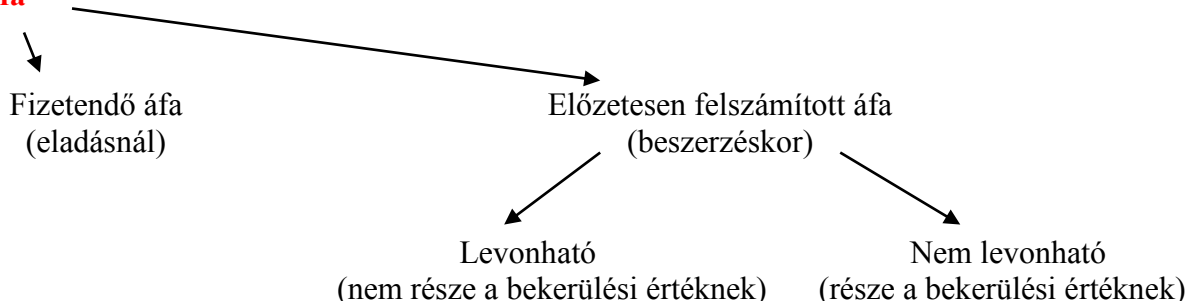 Fizetendő áfa
Előzetesen felszámított áfa
(eladásnál)
(beszerzéskor)
Levonható
Nem levonható
(nem része a bekerülési értéknek)
(része a bekerülési értéknek)